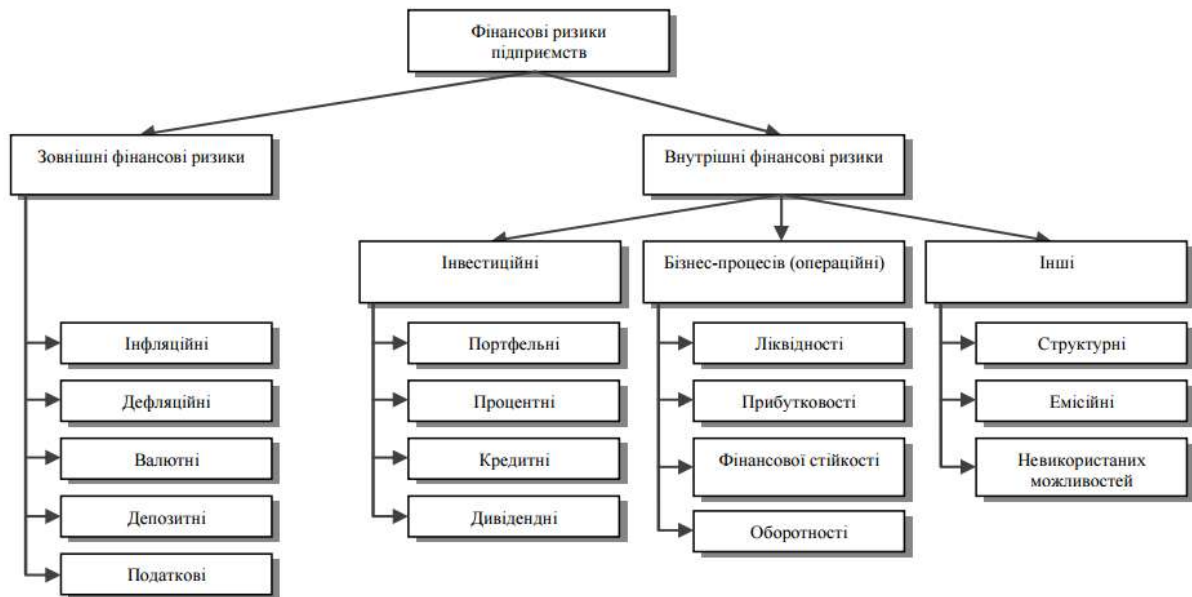 Фінансові ризики
підприємств
Зовнішні фінансові ризики
Внутрішні фінансові ризики
Інвестиційні
Бізнес-процесів (операційні)
Інші
Інфляційні
Дефляційні
Валютні
Депозитні
Податкові
Портфельні
Процентні
Кредитні
Дивідендні
Ліквідності
Прибутковості
Фінансової стійкості
Оборотності
Структурні
Емісійні
Невикористаних
можливостей